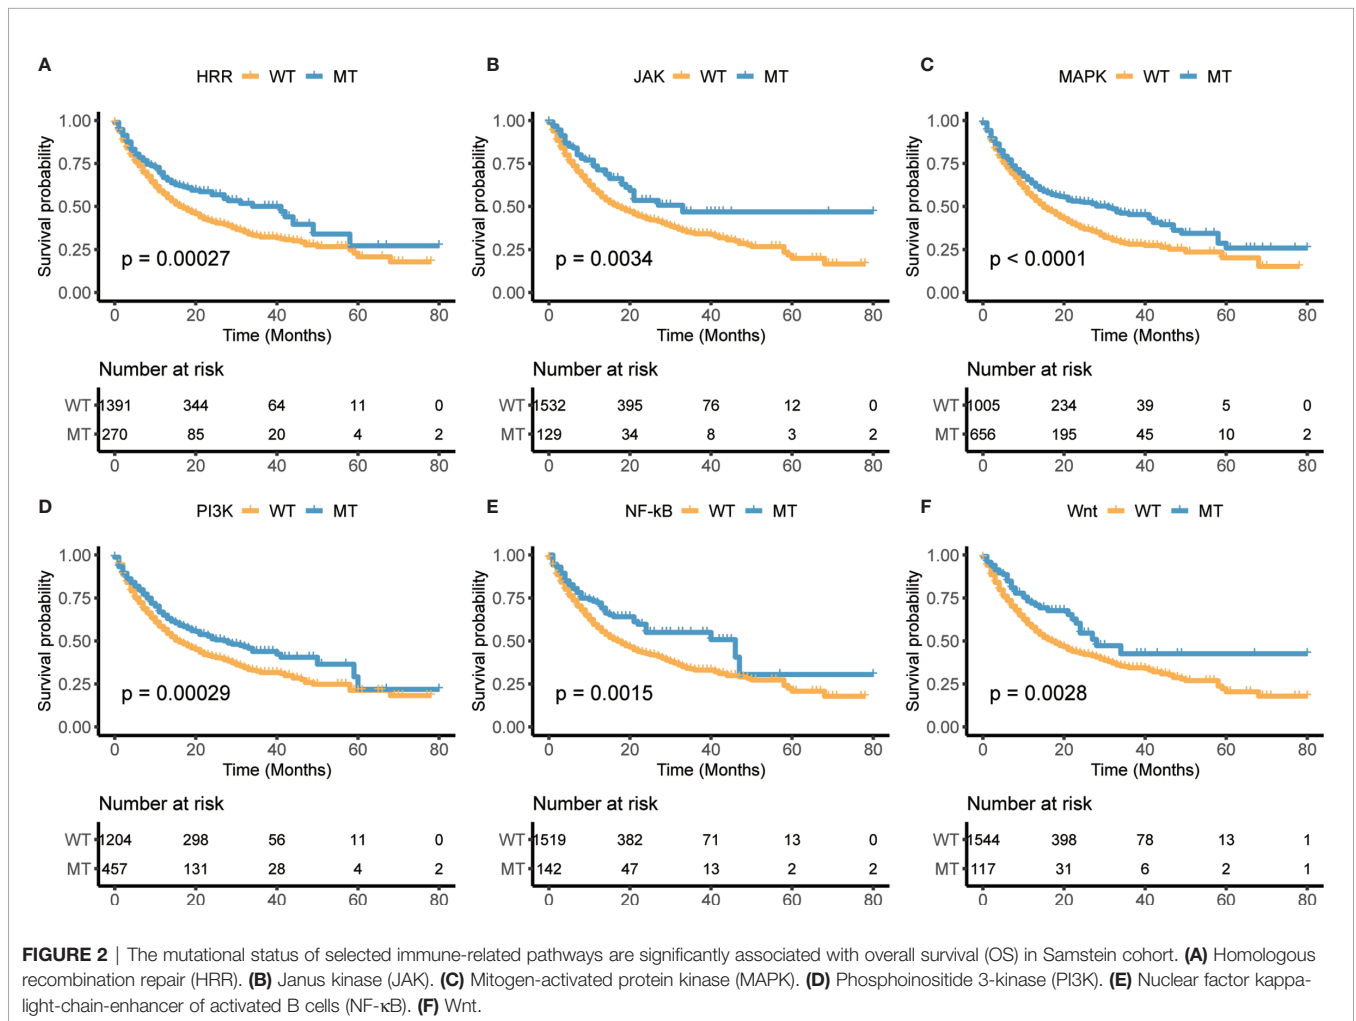 A
HRR WT MT
Survival probability
1.00
0.75
0.50
0.25
0.00
p = 0.00027
0 20 40 60 80
Time (Months)
Number at risk
WT 1391 344 64 11 0
MT 270 85 20 4 2
0 20 40 60 80
B
JAK WT MT
Survival probability
1.00
0.75
0.50
0.25
0.00
p = 0.0034
0 20 40 60 80
Time (Months)
Number at risk
WT 1532 395 76 12 0
MT 129 34 8 3 2
0 20 40 60 80
C
MAPK WT MT
Survival probability
1.00
0.75
0.50
0.25
0.00
p < 0.0001
0 20 40 60 80
Time (Months)
Number at risk
WT 1005 234 39 5 0
MT 656 195 45 10 2
0 20 40 60 80
D
PI3K WT MT
Survival probability
1.00
0.75
0.50
0.25
0.00
p = 0.00029
0 20 40 60 80
Time (Months)
Number at risk
WT 1204 298 56 11 0
MT 457 131 28 4 2
0 20 40 60 80
E
NF-kB WT MT
Survival probability
1.00
0.75
0.50
0.25
0.00
p = 0.0015
0 20 40 60 80
Time (Months)
Number at risk
WT 1519 382 71 13 0
MT 142 47 13 2 2
0 20 40 60 80
F
Wnt WT MT
Survival probability
1.00
0.75
0.50
0.25
0.00
p = 0.0028
0 20 40 60 80
Time (Months)
Number at risk
WT 1544 398 78 13 1
MT 117 31 6 2 1
0 20 40 60 80
FIGURE 2 | The mutational status of selected immune-related pathways are significantly associated with overall survival (OS) in Samstein cohort. (A) Homologous
recombination repair (HRR). (B) Janus kinase (JAK). (C) Mitogen-activated protein kinase (MAPK). (D) Phosphoinositide 3-kinase (PI3K). (E) Nuclear factor kappa-
light-chain-enhancer of activated B cells (NF-κB). (F) Wnt.